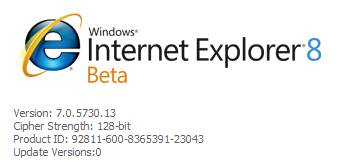 Windows®
Internet Explorer 8
Beta
Version: 7.0.5730.13
Cipher Strength: 128-bit
Product ID: 92811-600-8365391-23043
Update Versions:0